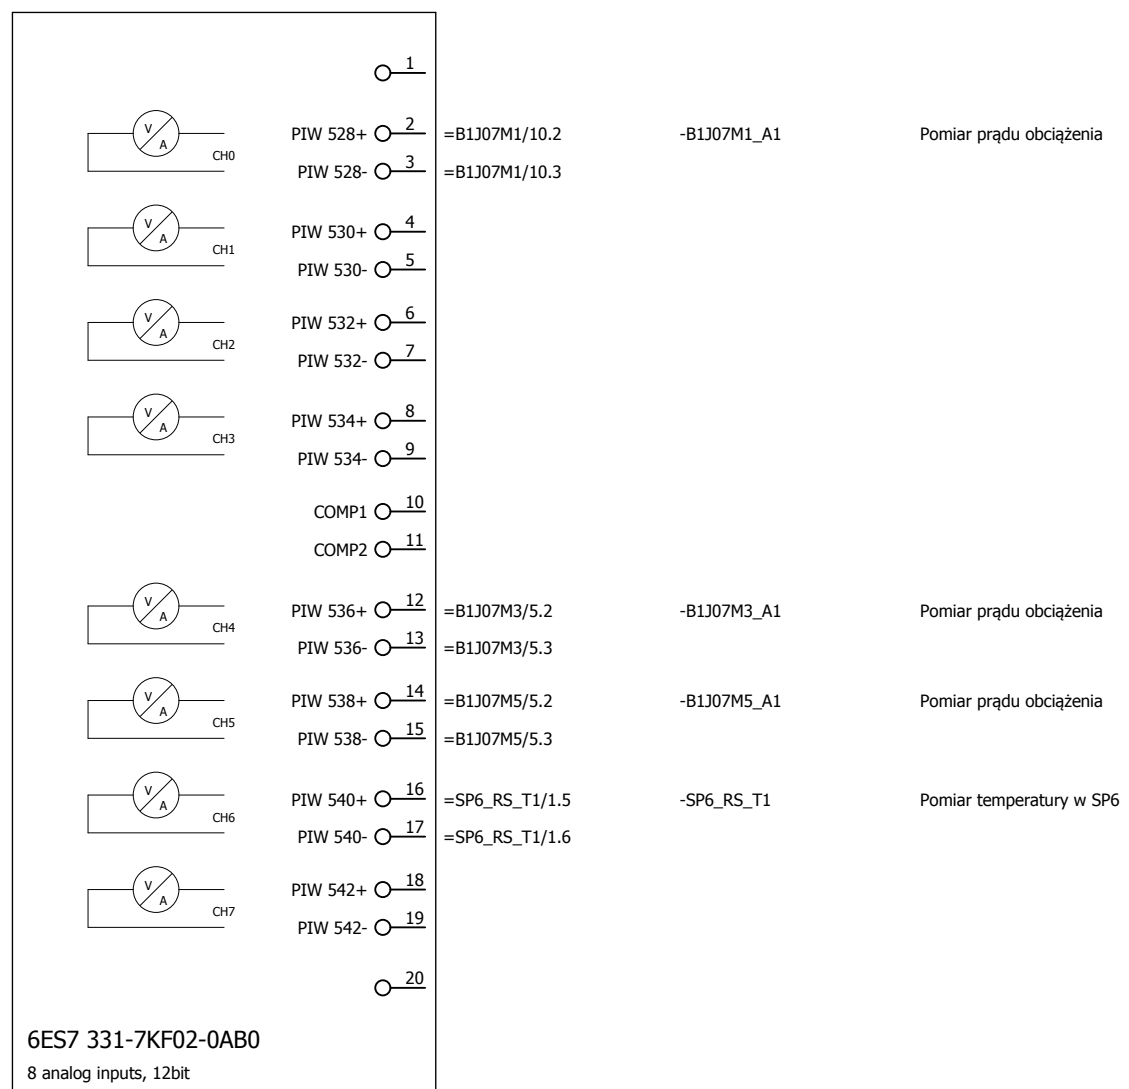 1
V A CH0 PIW 528+ 2 =B1J07M1/10.2 -B1J07M1_A1 Pomiar prądu obciążenia
PIW 528- 3 =B1J07M1/10.3
V A CH1 PIW 530+ 4
PIW 530- 5
V A CH2 PIW 532+ 6
PIW 532- 7
V A CH3 PIW 534+ 8
PIW 534- 9
COMP1 10
COMP2 11
V A CH4 PIW 536+ 12 =B1J07M3/5.2 -B1J07M3_A1 Pomiar prądu obciążenia
PIW 536- 13 =B1J07M3/5.3
V A CH5 PIW 538+ 14 =B1J07M5/5.2 -B1J07M5_A1 Pomiar prądu obciążenia
PIW 538- 15 =B1J07M5/5.3
V A CH6 PIW 540+ 16 =SP6_RS_T1/1.5 -SP6_RS_T1 Pomiar temperatury w SP6
PIW 540- 17 =SP6_RS_T1/1.6
V A CH7 PIW 542+ 18
PIW 542- 19
20
6ES7 331-7KF02-0AB0
8 analog inputs, 12bit